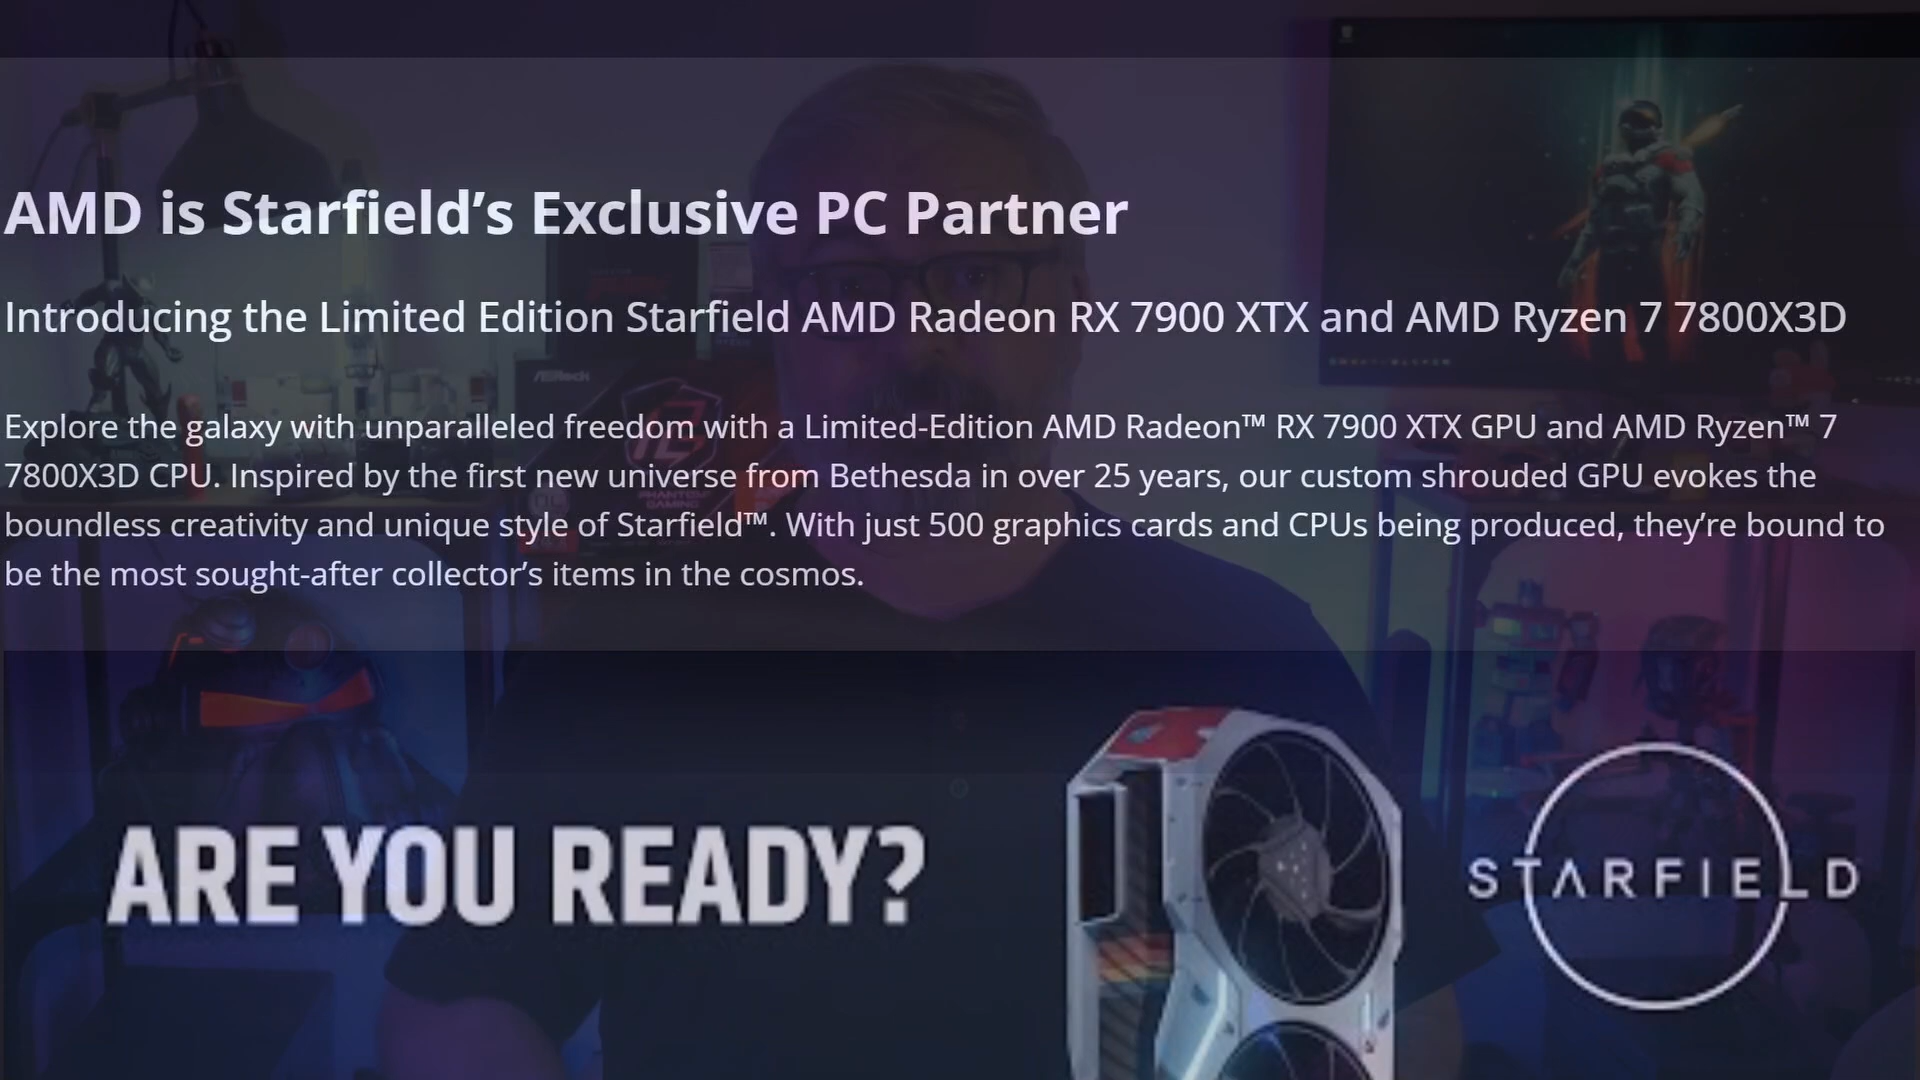 AMD is Starfield’s Exclusive PC Partner
Introducing the Limited Edition Starfield AMD Radeon RX 7900 XTX and AMD Ryzen 7 7800X3D
Explore the galaxy with unparalleled freedom with a Limited-Edition AMD Radeon™ RX 7900 XTX GPU and AMD Ryzen™ 7
7800X3D CPU. Inspired by the first new universe from Bethesda in over 25 years, our custom shrouded GPU evokes the
boundless creativity and unique style of Starfield™. With just 500 graphics cards and CPUs being produced, they’re bound to
be the most sought-after collector’s items in the cosmos.
ASRock
PHANTOM
GAMING
ARE YOU READY?
STARFIELD